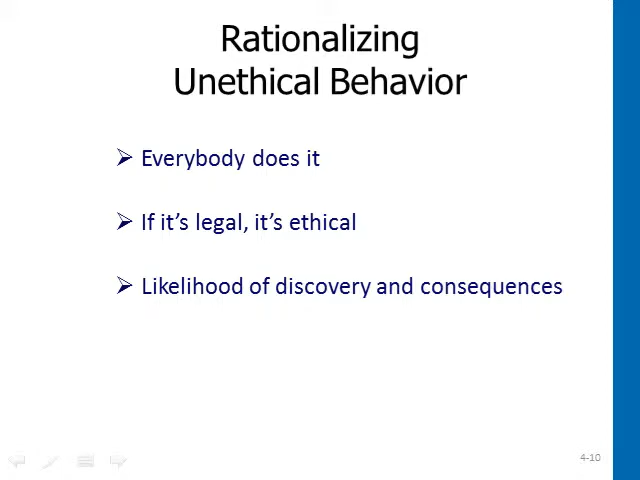 Rationalizing
Unethical Behavior
Everybody does it
If it's legal, it's ethical
Likelihood of discovery and consequences
4-10